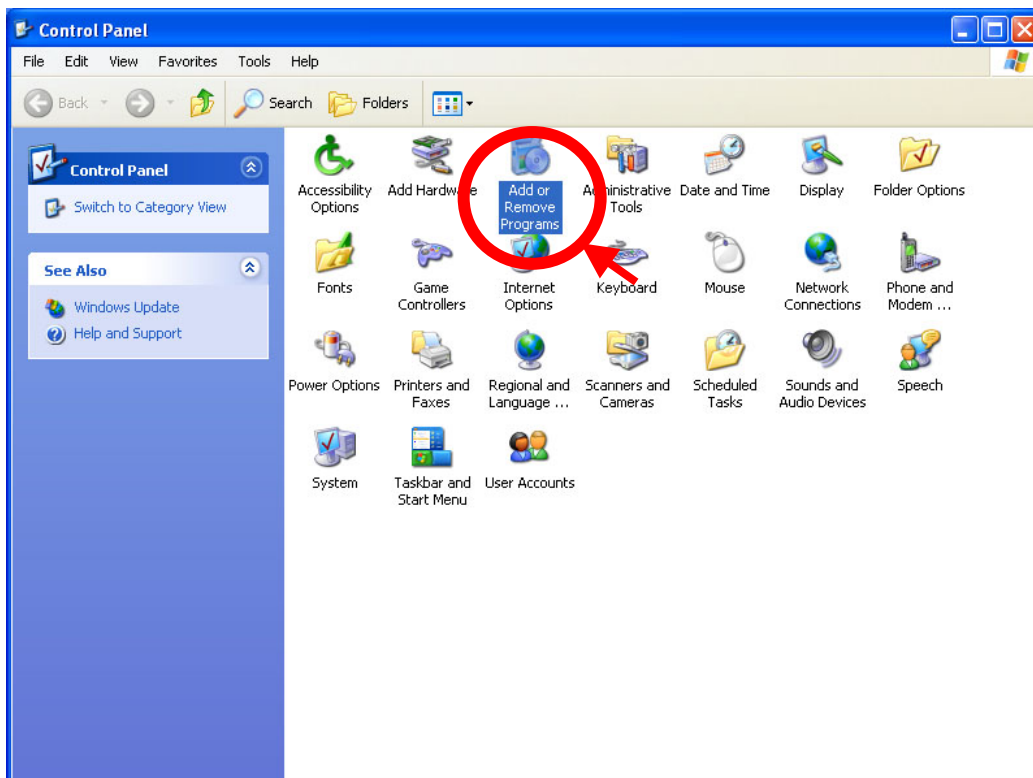 Control Panel
File Edit View Favorites Tools Help
Back Search Folders
Control Panel
Switch to Category View
See Also
Windows Update
Help and Support
Accessibility Options
Add Hardware
Add or Remove Programs
Administrative Tools
Date and Time
Display
Folder Options
Fonts
Game Controllers
Internet Options
Keyboard
Mouse
Network Connections
Phone and Modem ...
Power Options
Printers and Faxes
Regional and Language ...
Scanners and Cameras
Scheduled Tasks
Sounds and Audio Devices
Speech
System
Taskbar and Start Menu
User Accounts